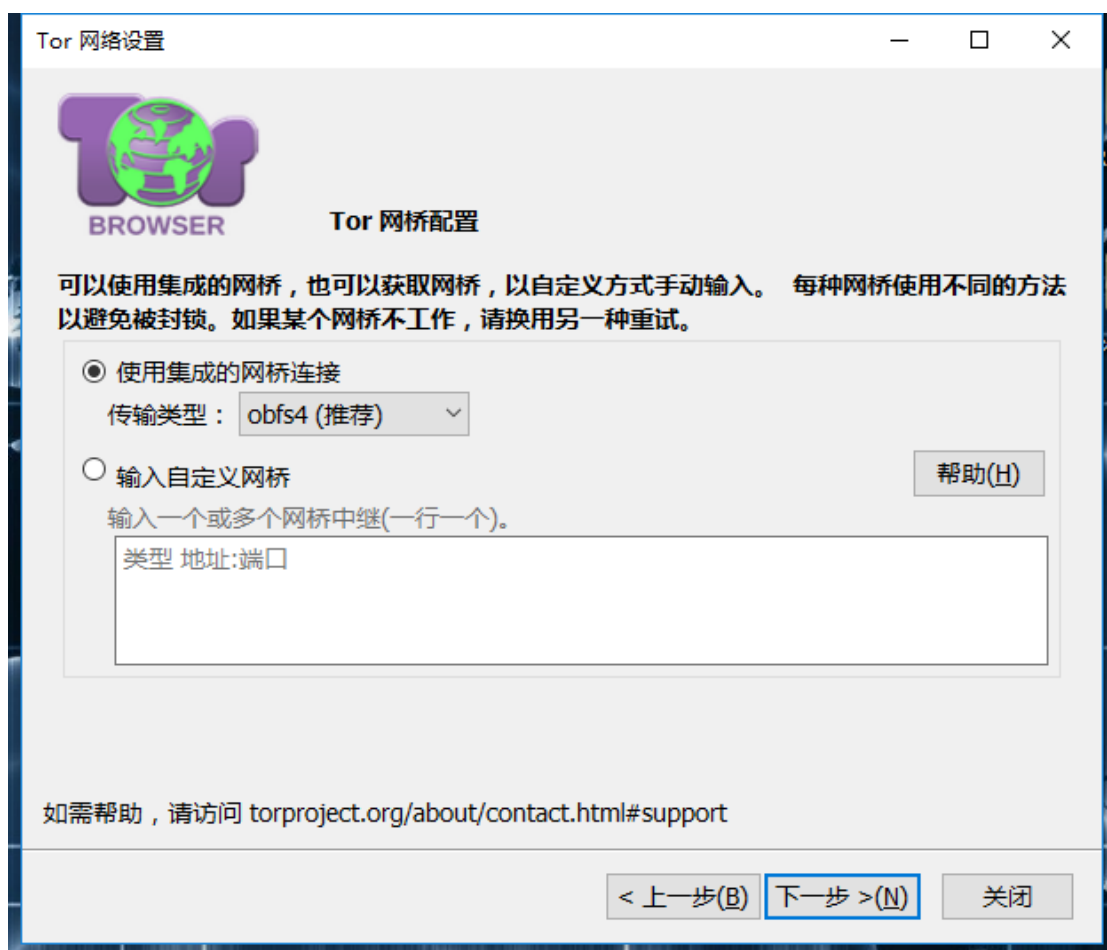 Tor 网络设置
Tor
BROWSER
Tor 网桥配置
可以使用集成的网桥，也可以获取网桥，以自定义方式手动输入。 每种网桥使用不同的方法
以避免被封锁。如果某个网桥不工作，请换用另一种重试。
使用集成的网桥连接
传输类型： obfs4 (推荐)
输入自定义网桥
帮助(H)
输入一个或多个网桥中继(一行一个)。
类型 地址:端口
如需帮助，请访问 torproject.org/about/contact.html#support
< 上一步(B) 下一步 >(N) 关闭